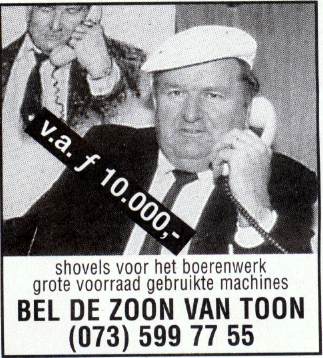 v.a. ƒ 10.000,-
shovels voor het boerenwerk
grote voorraad gebruikte machines
BEL DE ZOON VAN TOON
(073) 599 77 55